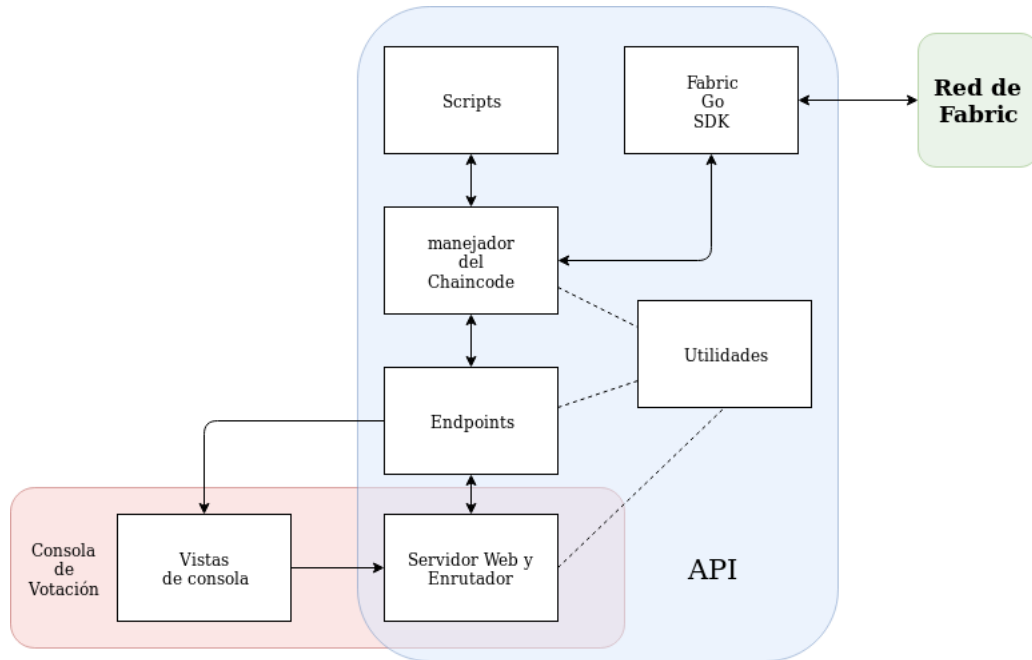 Scripts
Fabric
Go
SDK
Red de
Fabric
manejador
del
Chaincode
Utilidades
Endpoints
Consola
de
Votación
Vistas
de consola
Servidor Web y
Enrutador
API